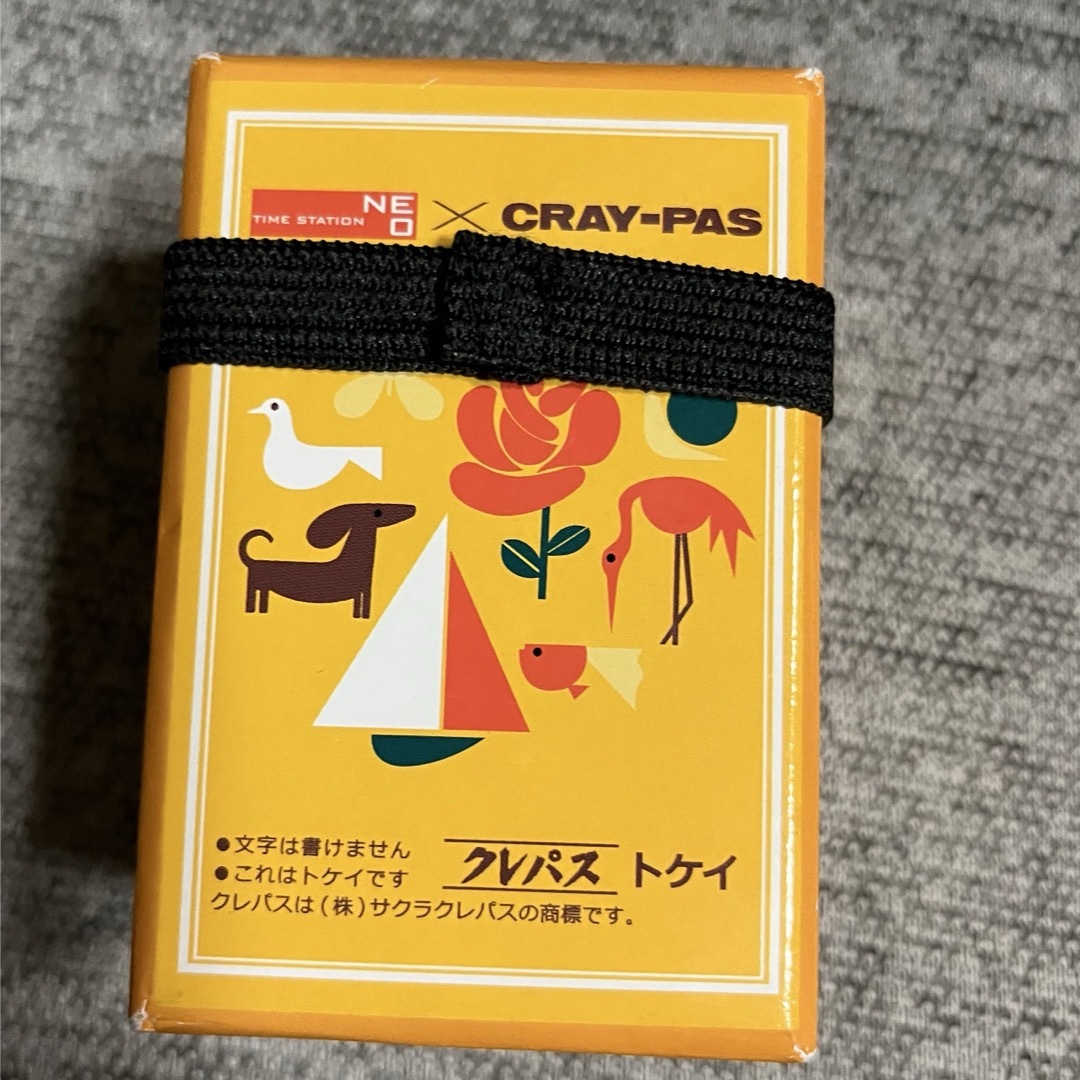 TIME STATION NEO × CRAY-PAS
●文字は書けません
●これはトケイです
クレパス トケイ
クレパスは(株)サクラクレパスの商標です。